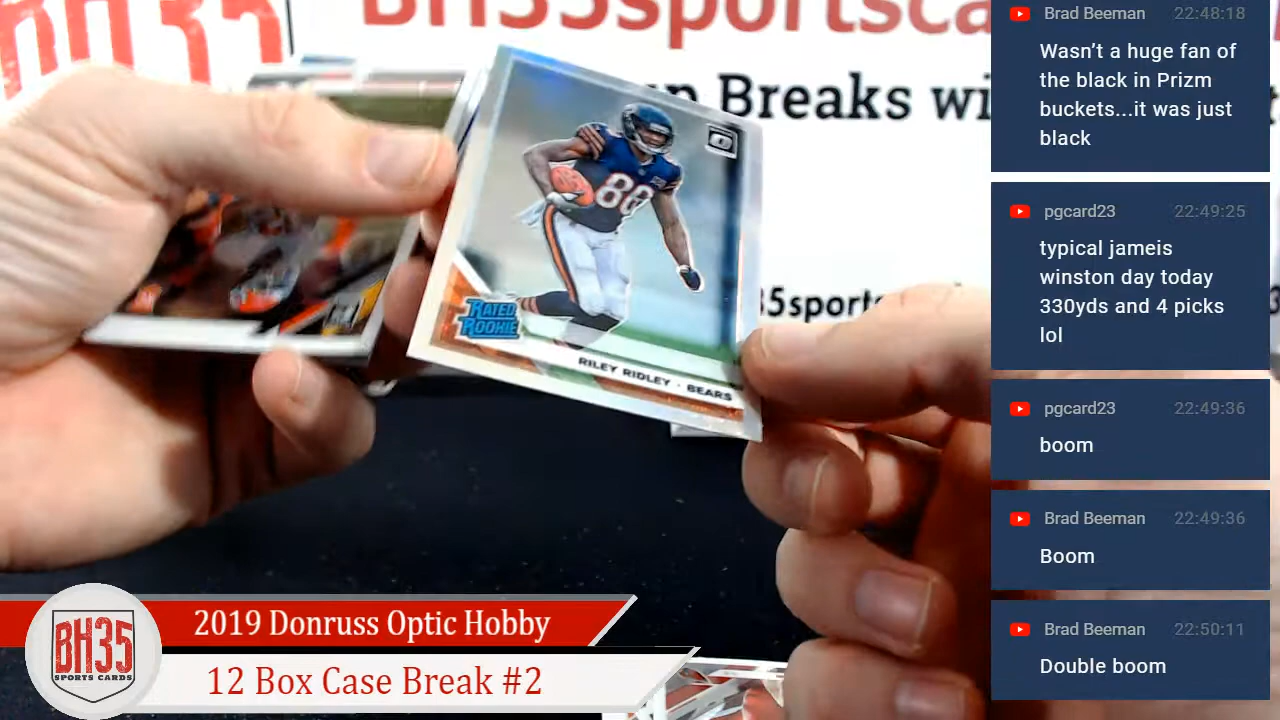 BH35
BH35sportsca
up Breaks wi
35sports
88
RATED
ROOKIE
RILEY RIDLEY · BEARS
2019 Donruss Optic Hobby
12 Box Case Break #2
BH35
SPORTS CARDS
Brad Beeman 22:48:18
Wasn't a huge fan of
the black in Prizm
buckets...it was just
black
pgcard23 22:49:25
typical jameis
winston day today
330yds and 4 picks
lol
pgcard23 22:49:36
boom
Brad Beeman 22:49:36
Boom
Brad Beeman 22:50:11
Double boom